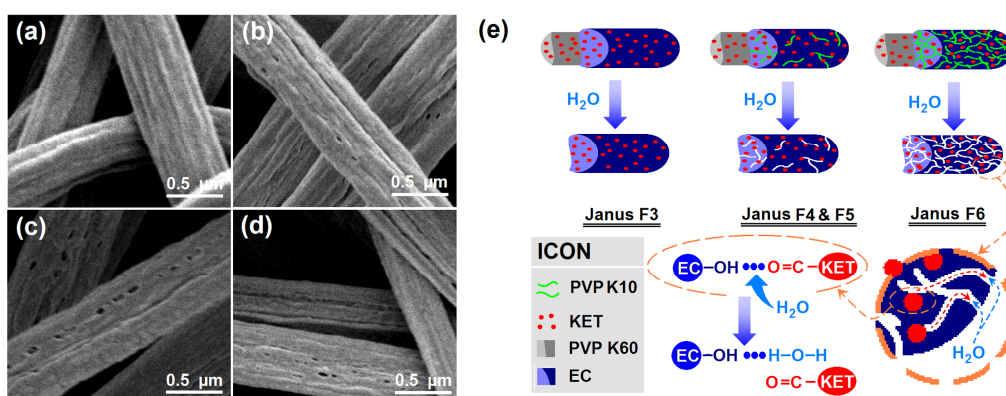 (a)
0.5 µm
(b)
0.5 µm
(c)
0.5 µm
(d)
0.5 µm
(e)
H₂O
H₂O
H₂O
Janus F3
Janus F4 & F5
Janus F6
ICON
PVP K10
KET
PVP K60
EC
EC–OH ••• O=C–KET
H₂O
EC–OH ••• H–O–H
O=C–KET
H₂O